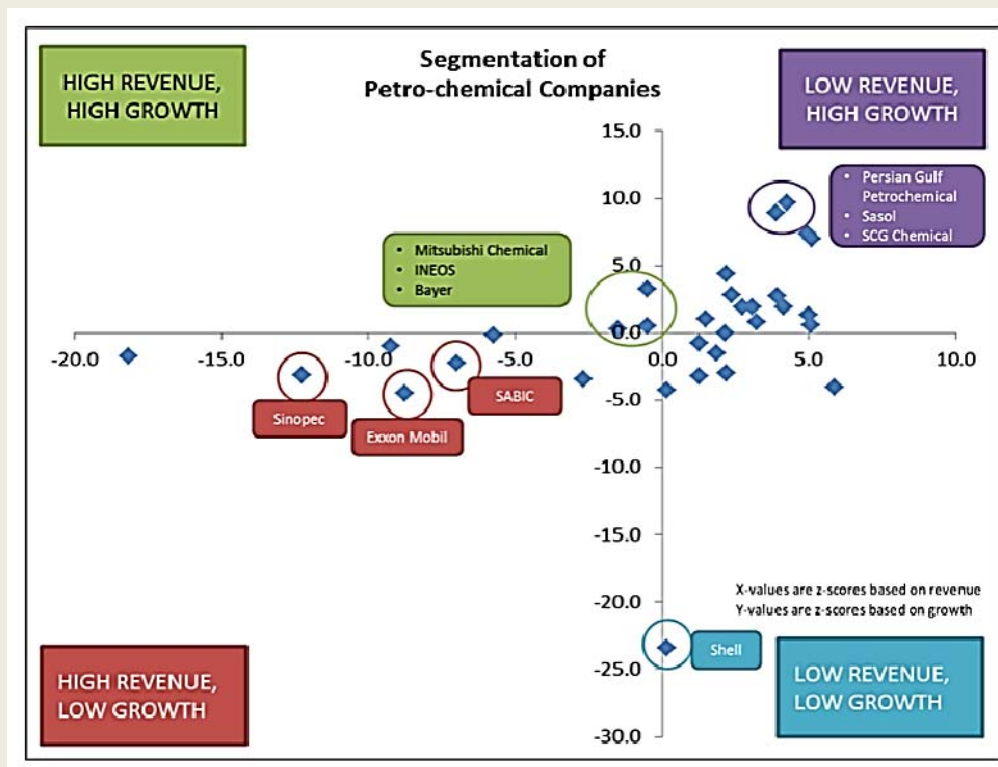 Segmentation of
Petro-chemical Companies
HIGH REVENUE,
HIGH GROWTH
LOW REVENUE,
HIGH GROWTH
15.0
10.0
5.0
0.0
-5.0
-10.0
-15.0
-20.0
-25.0
-30.0
-20.0
-15.0
-10.0
-5.0
0.0
5.0
10.0
• Persian Gulf
Petrochemical
• Sasol
• SCG Chemical
• Mitsubishi Chemical
• INEOS
• Bayer
SABIC
Sinopec
Exxon Mobil
X-values are z-scores based on revenue
Y-values are z-scores based on growth
Shell
HIGH REVENUE,
LOW GROWTH
LOW REVENUE,
LOW GROWTH